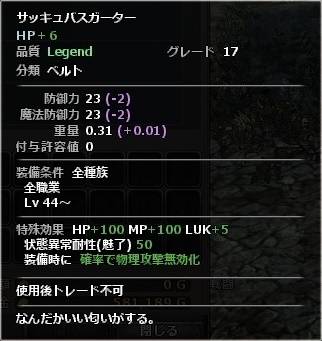 サッキュバスガーター
HP+ 6
品質 Legend グレード 17
分類 ベルト
防御力 23 (-2)
魔法防御力 23 (-2)
重量 0.31 (+0.01)
付与許容値 0
装備条件 全種族
全職業
Lv 44～
特殊効果 HP+100 MP+100 LUK+5
状態異常耐性(魅了) 50
装備時に 確率で物理攻撃無効化
使用後トレード不可
なんだかいい匂いがする。
0 G
581,189 G
閉じる